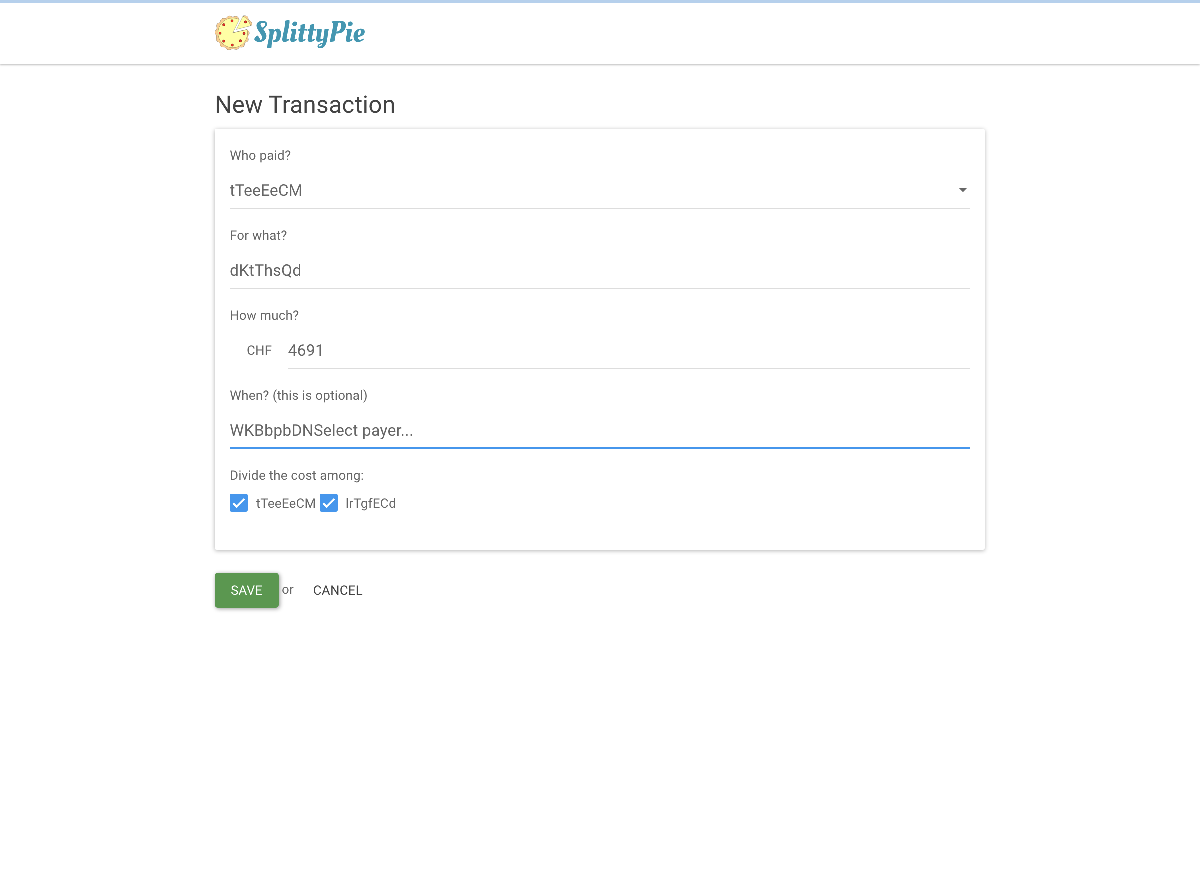 SplittyPie
New Transaction
Who paid?
tTeeEeCM
For what?
dKtThsQd
How much?
CHF 4691
When? (this is optional)
WKBbpbDNSelect payer...
Divide the cost among:
tTeeEeCM IrTgfECd
SAVE or CANCEL